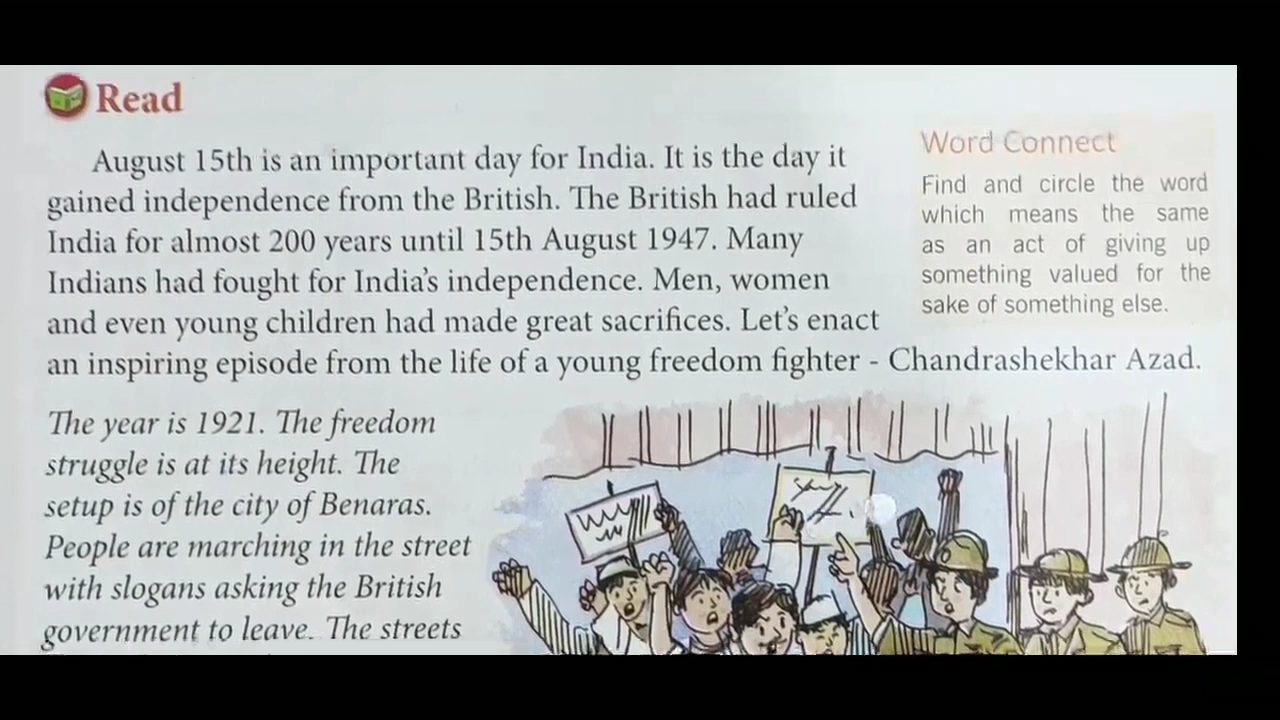 Read
August 15th is an important day for India. It is the day it
gained independence from the British. The British had ruled
India for almost 200 years until 15th August 1947. Many
Indians had fought for India's independence. Men, women
and even young children had made great sacrifices. Let's enact
an inspiring episode from the life of a young freedom fighter - Chandrashekhar Azad.
Word Connect
Find and circle the word
which means the same
as an act of giving up
something valued for the
sake of something else.
The year is 1921. The freedom
struggle is at its height. The
setup is of the city of Benaras.
People are marching in the street
with slogans asking the British
government to leave. The streets